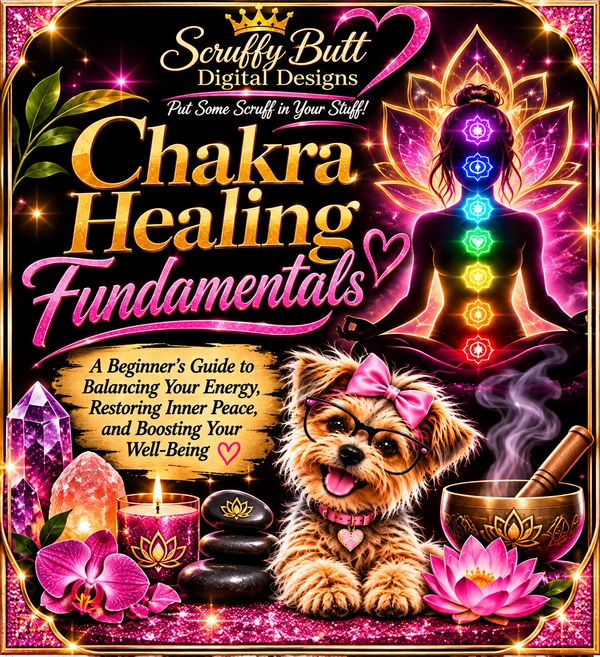 Scruffy Butt
Digital Designs
Put Some Scruff in Your Stuff!
Chakra
Healing
Fundamentals
A Beginner's Guide to
Balancing Your Energy,
Restoring Inner Peace,
and Boosting Your
Well-Being